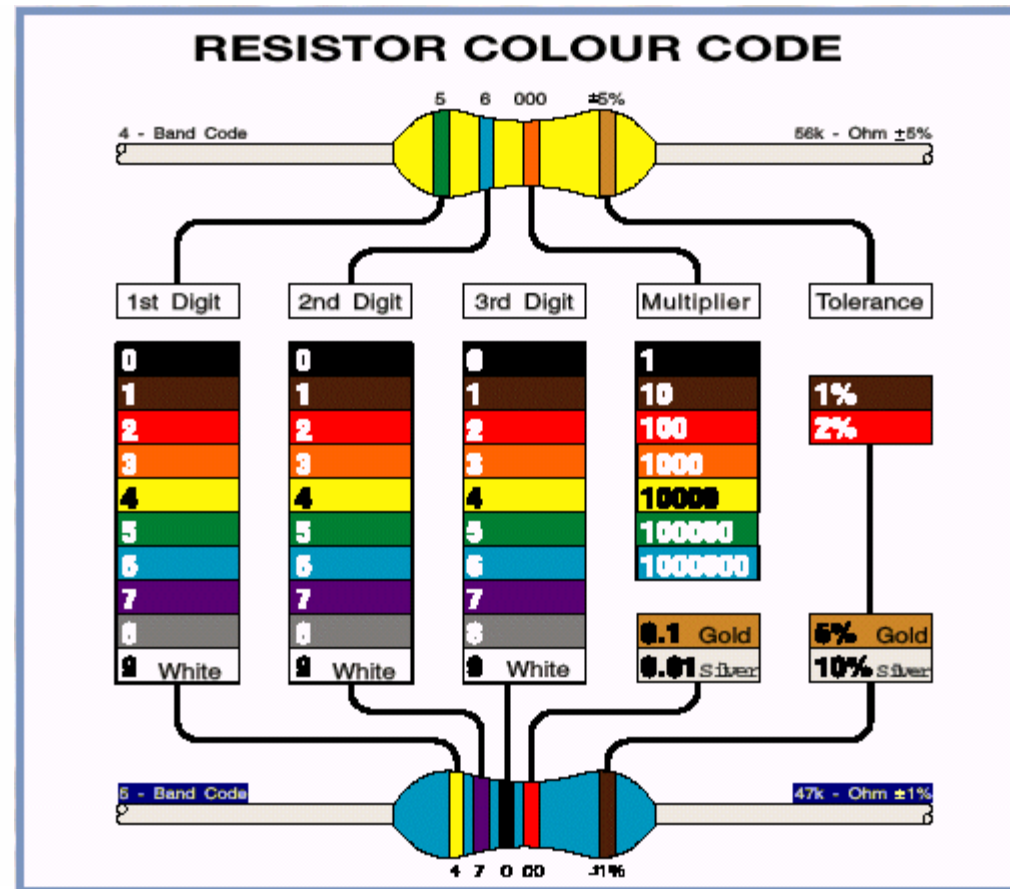 RESISTOR COLOUR CODE
5 6 000 ±5%
4 - Band Code 56k - Ohm ±5%
1st Digit 2nd Digit 3rd Digit Multiplier Tolerance
0 0 0 1
1 1 1 10 1%
2 2 2 100 2%
3 3 3 1000
4 4 4 10000
5 5 5 100000
6 6 6 1000000
7 7 7
8 8 8 0.1 Gold 5% Gold
9 White 9 White 9 White 0.01 Silver 10% Silver
5 - Band Code 47k - Ohm ±1%
4 7 0 00 ±1%